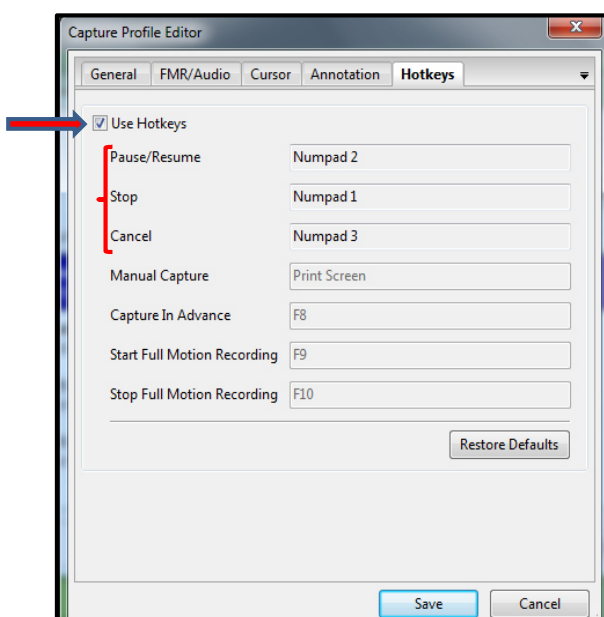 Capture Profile Editor
General FMR/Audio Cursor Annotation Hotkeys
Use Hotkeys
Pause/Resume Numpad 2
Stop Numpad 1
Cancel Numpad 3
Manual Capture Print Screen
Capture In Advance F8
Start Full Motion Recording F9
Stop Full Motion Recording F10
Restore Defaults
Save Cancel